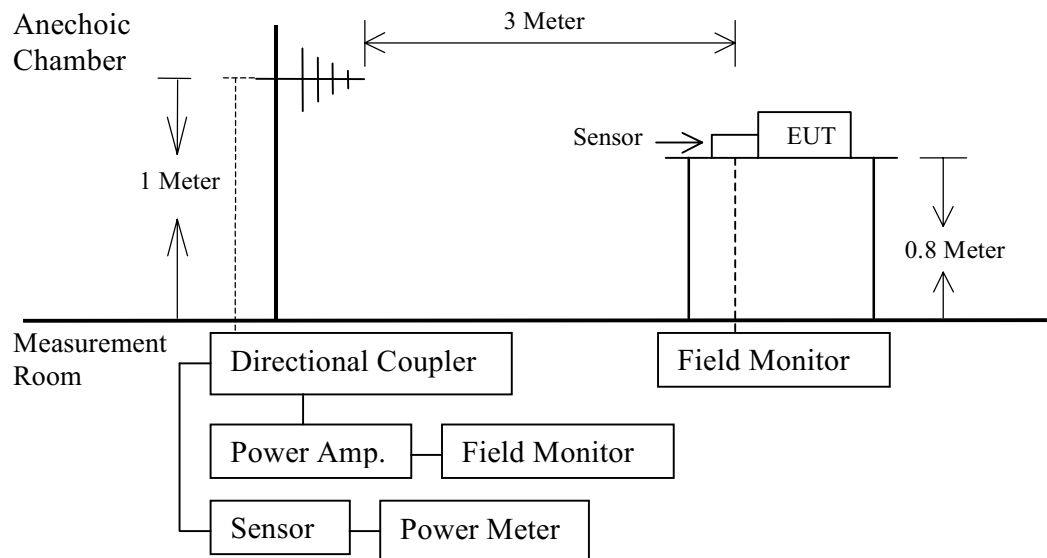 Anechoic
Chamber
3 Meter
Sensor
EUT
1 Meter
0.8 Meter
Measurement
Room
Directional Coupler
Field Monitor
Power Amp.
Field Monitor
Sensor
Power Meter